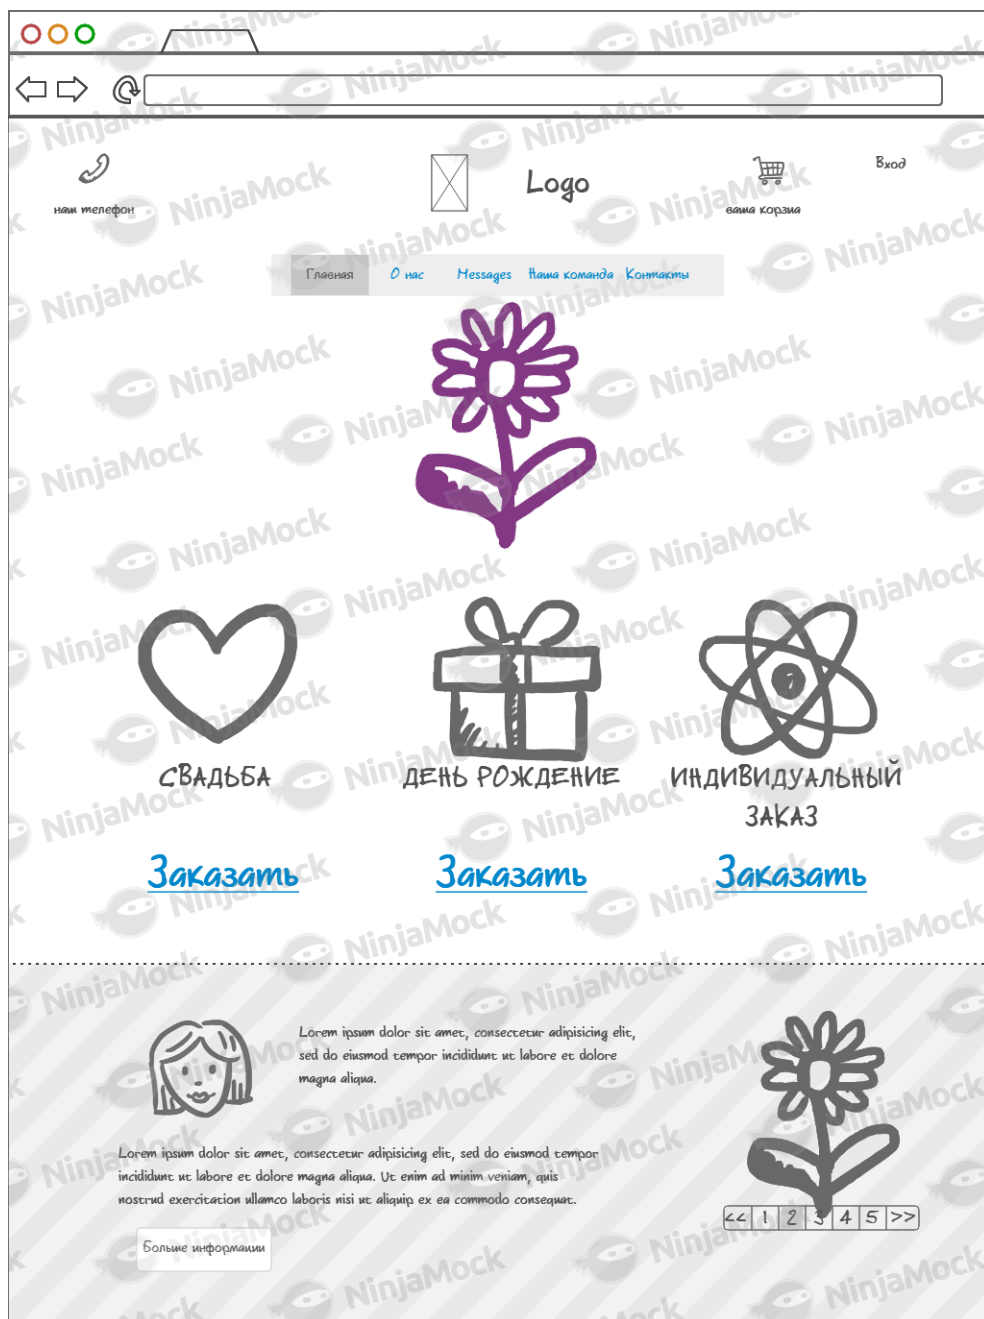 Logo
Вход
наш телефон
ваша корзиа
Главная О нас Messages Наша команда Контакты
СВАДЬБА
ДЕНЬ РОЖДЕНИЕ
ИНДИВИДУАЛЬНЫЙ
ЗАКАЗ
Заказать
Заказать
Заказать
Lorem ipsum dolor sit amet, consectetur adipisicing elit,
sed do eiusmod tempor incididunt ut labore et dolore
magna aliqua.
Lorem ipsum dolor sit amet, consectetur adipisicing elit, sed do eiusmod tempor
incididunt ut labore et dolore magna aliqua. Ut enim ad minim veniam, quis
nostrud exercitation ullamco laboris nisi ut aliquip ex ea commodo consequat.
<< 1 2 3 4 5 >>
Больше информации
NinjaMock